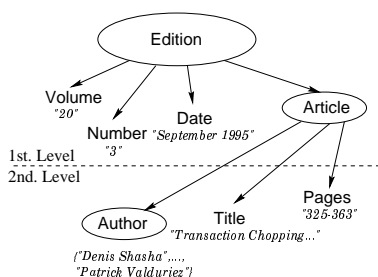 Edition
Volume
"20"
Number
"3"
Date
"September 1995"
Article
1st. Level
2nd. Level
Author
{"Denis Shasha",...,
"Patrick Valduriez"}
Title
"Transaction Chopping..."
Pages
"325-363"